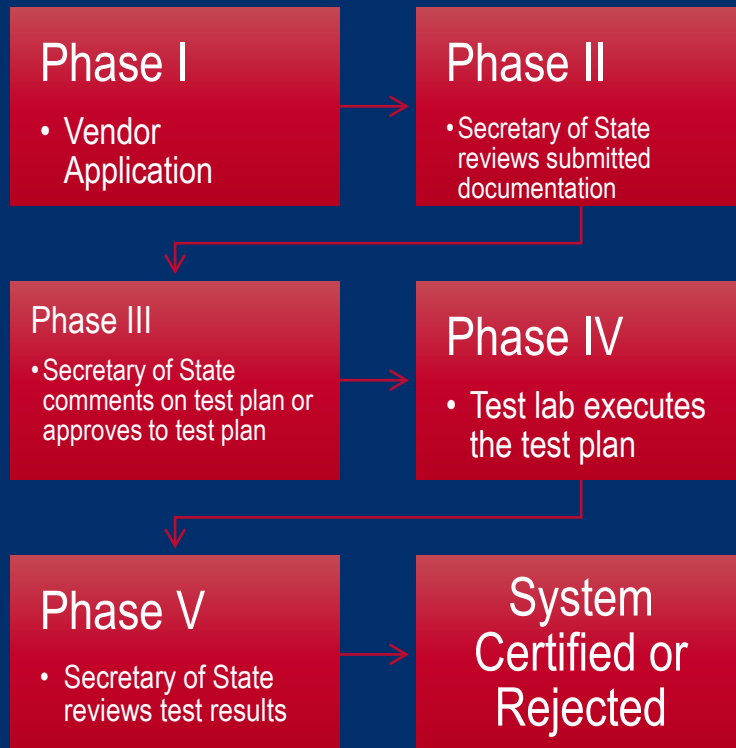 Phase I
• Vendor
Application
Phase II
• Secretary of State
reviews submitted
documentation
Phase III
• Secretary of State
comments on test plan or
approves to test plan
Phase IV
• Test lab executes
the test plan
Phase V
• Secretary of State
reviews test results
System
Certified or
Rejected